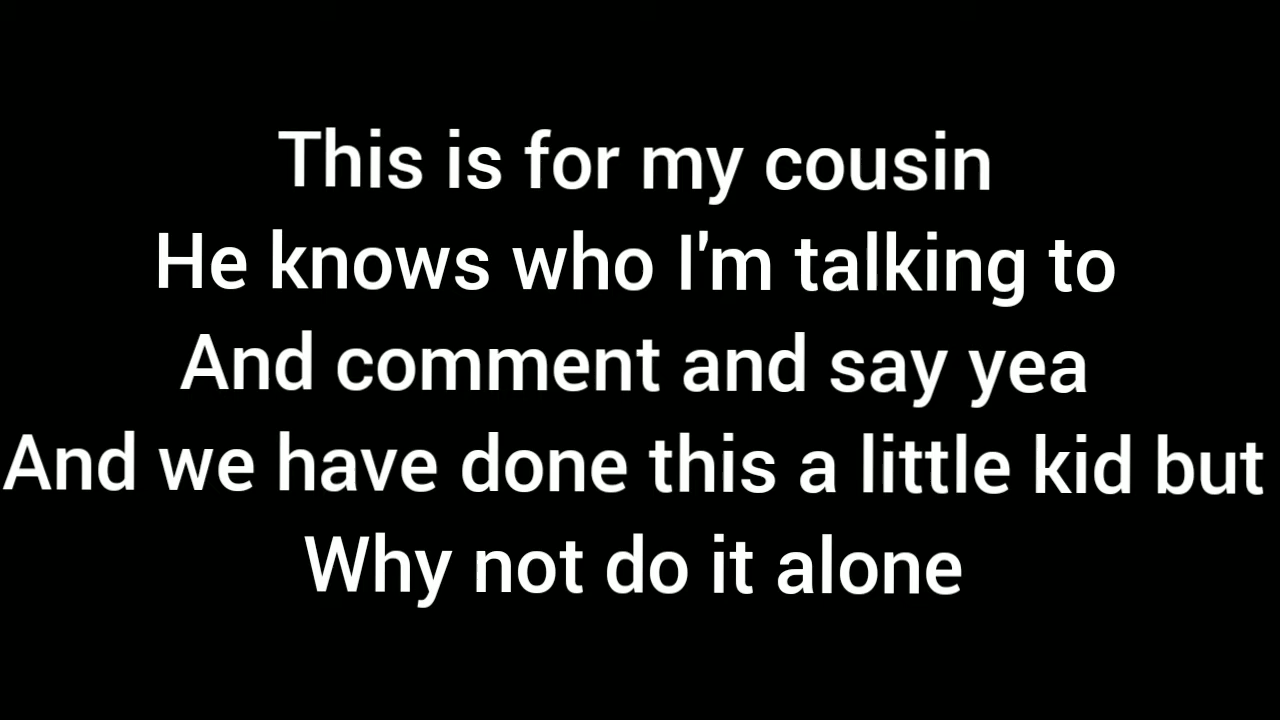 This is for my cousin
He knows who I'm talking to
And comment and say yea
And we have done this a little kid but
Why not do it alone